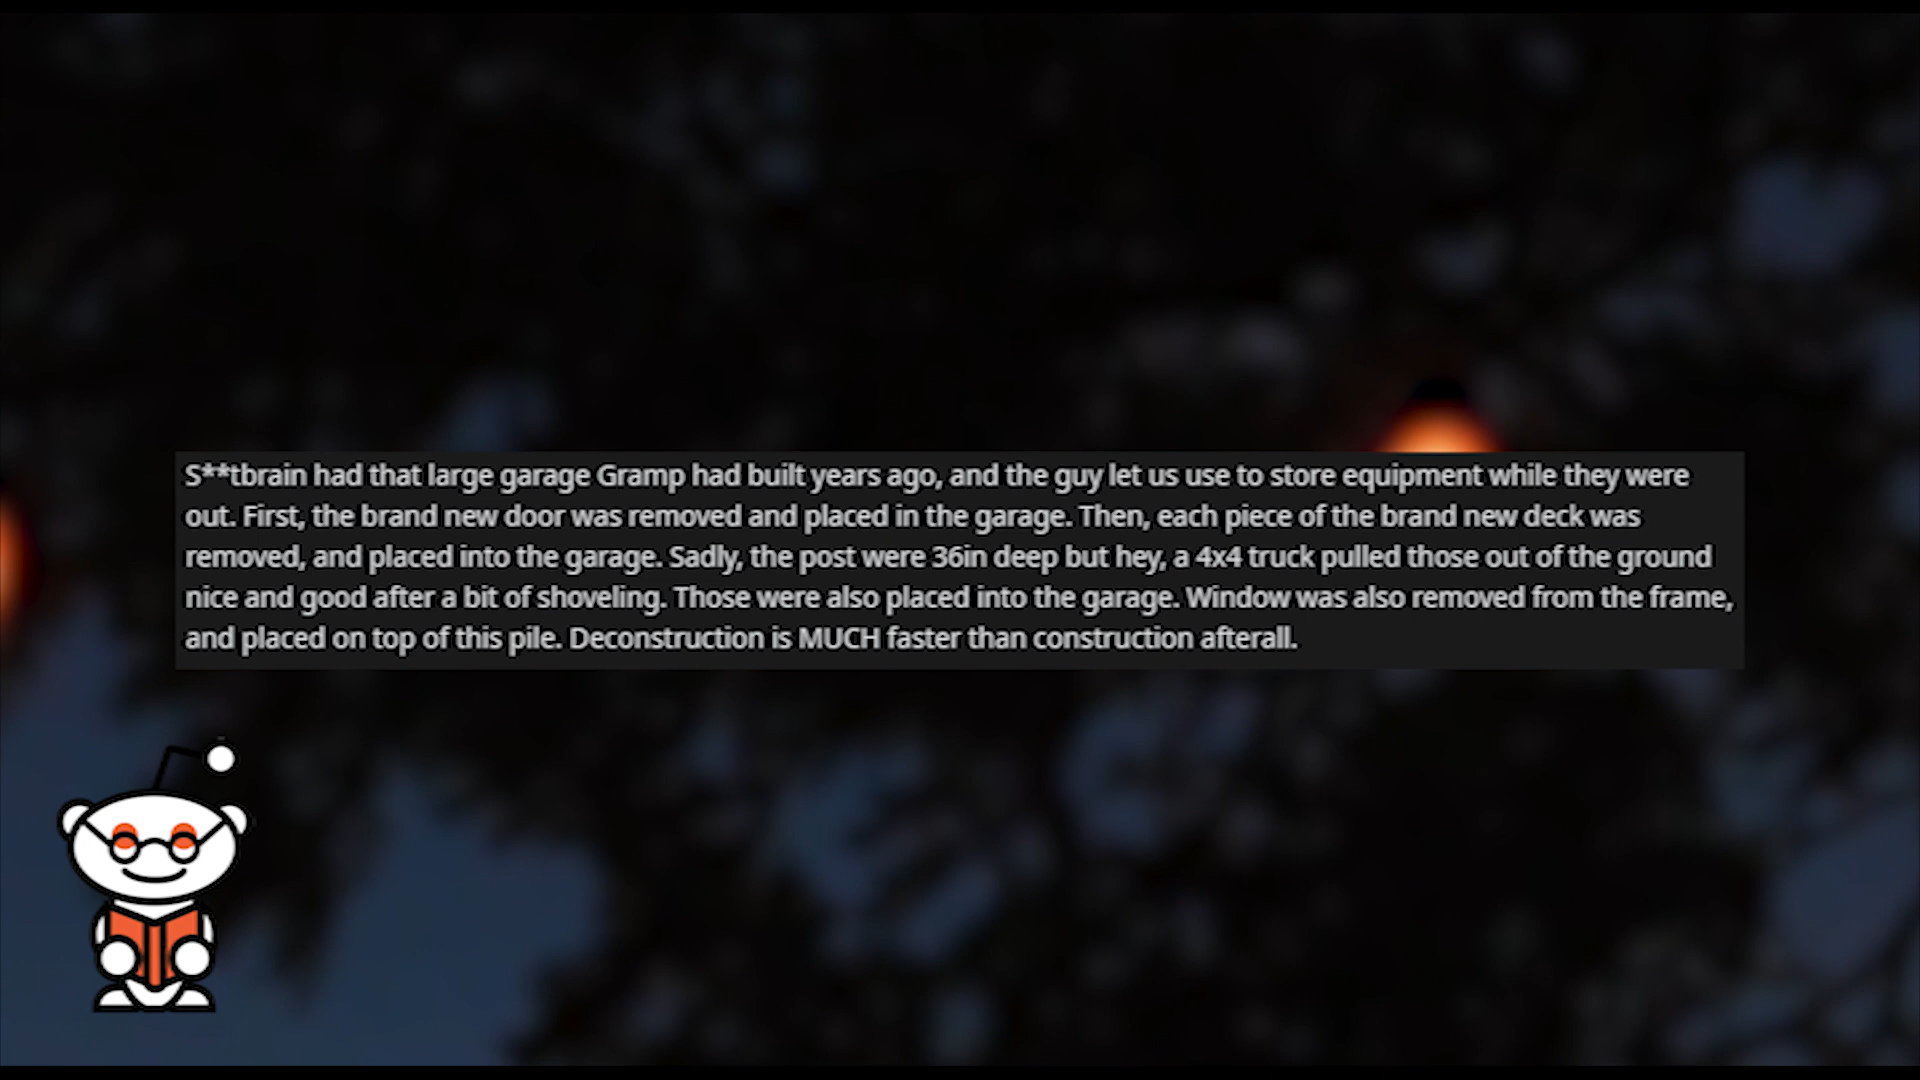 S**tbrain had that large garage Gramp had built years ago, and the guy let us use to store equipment while they were
out. First, the brand new door was removed and placed in the garage. Then, each piece of the brand new deck was
removed, and placed into the garage. Sadly, the post were 36in deep but hey, a 4x4 truck pulled those out of the ground
nice and good after a bit of shoveling. Those were also placed into the garage. Window was also removed from the frame,
and placed on top of this pile. Deconstruction is MUCH faster than construction afterall.